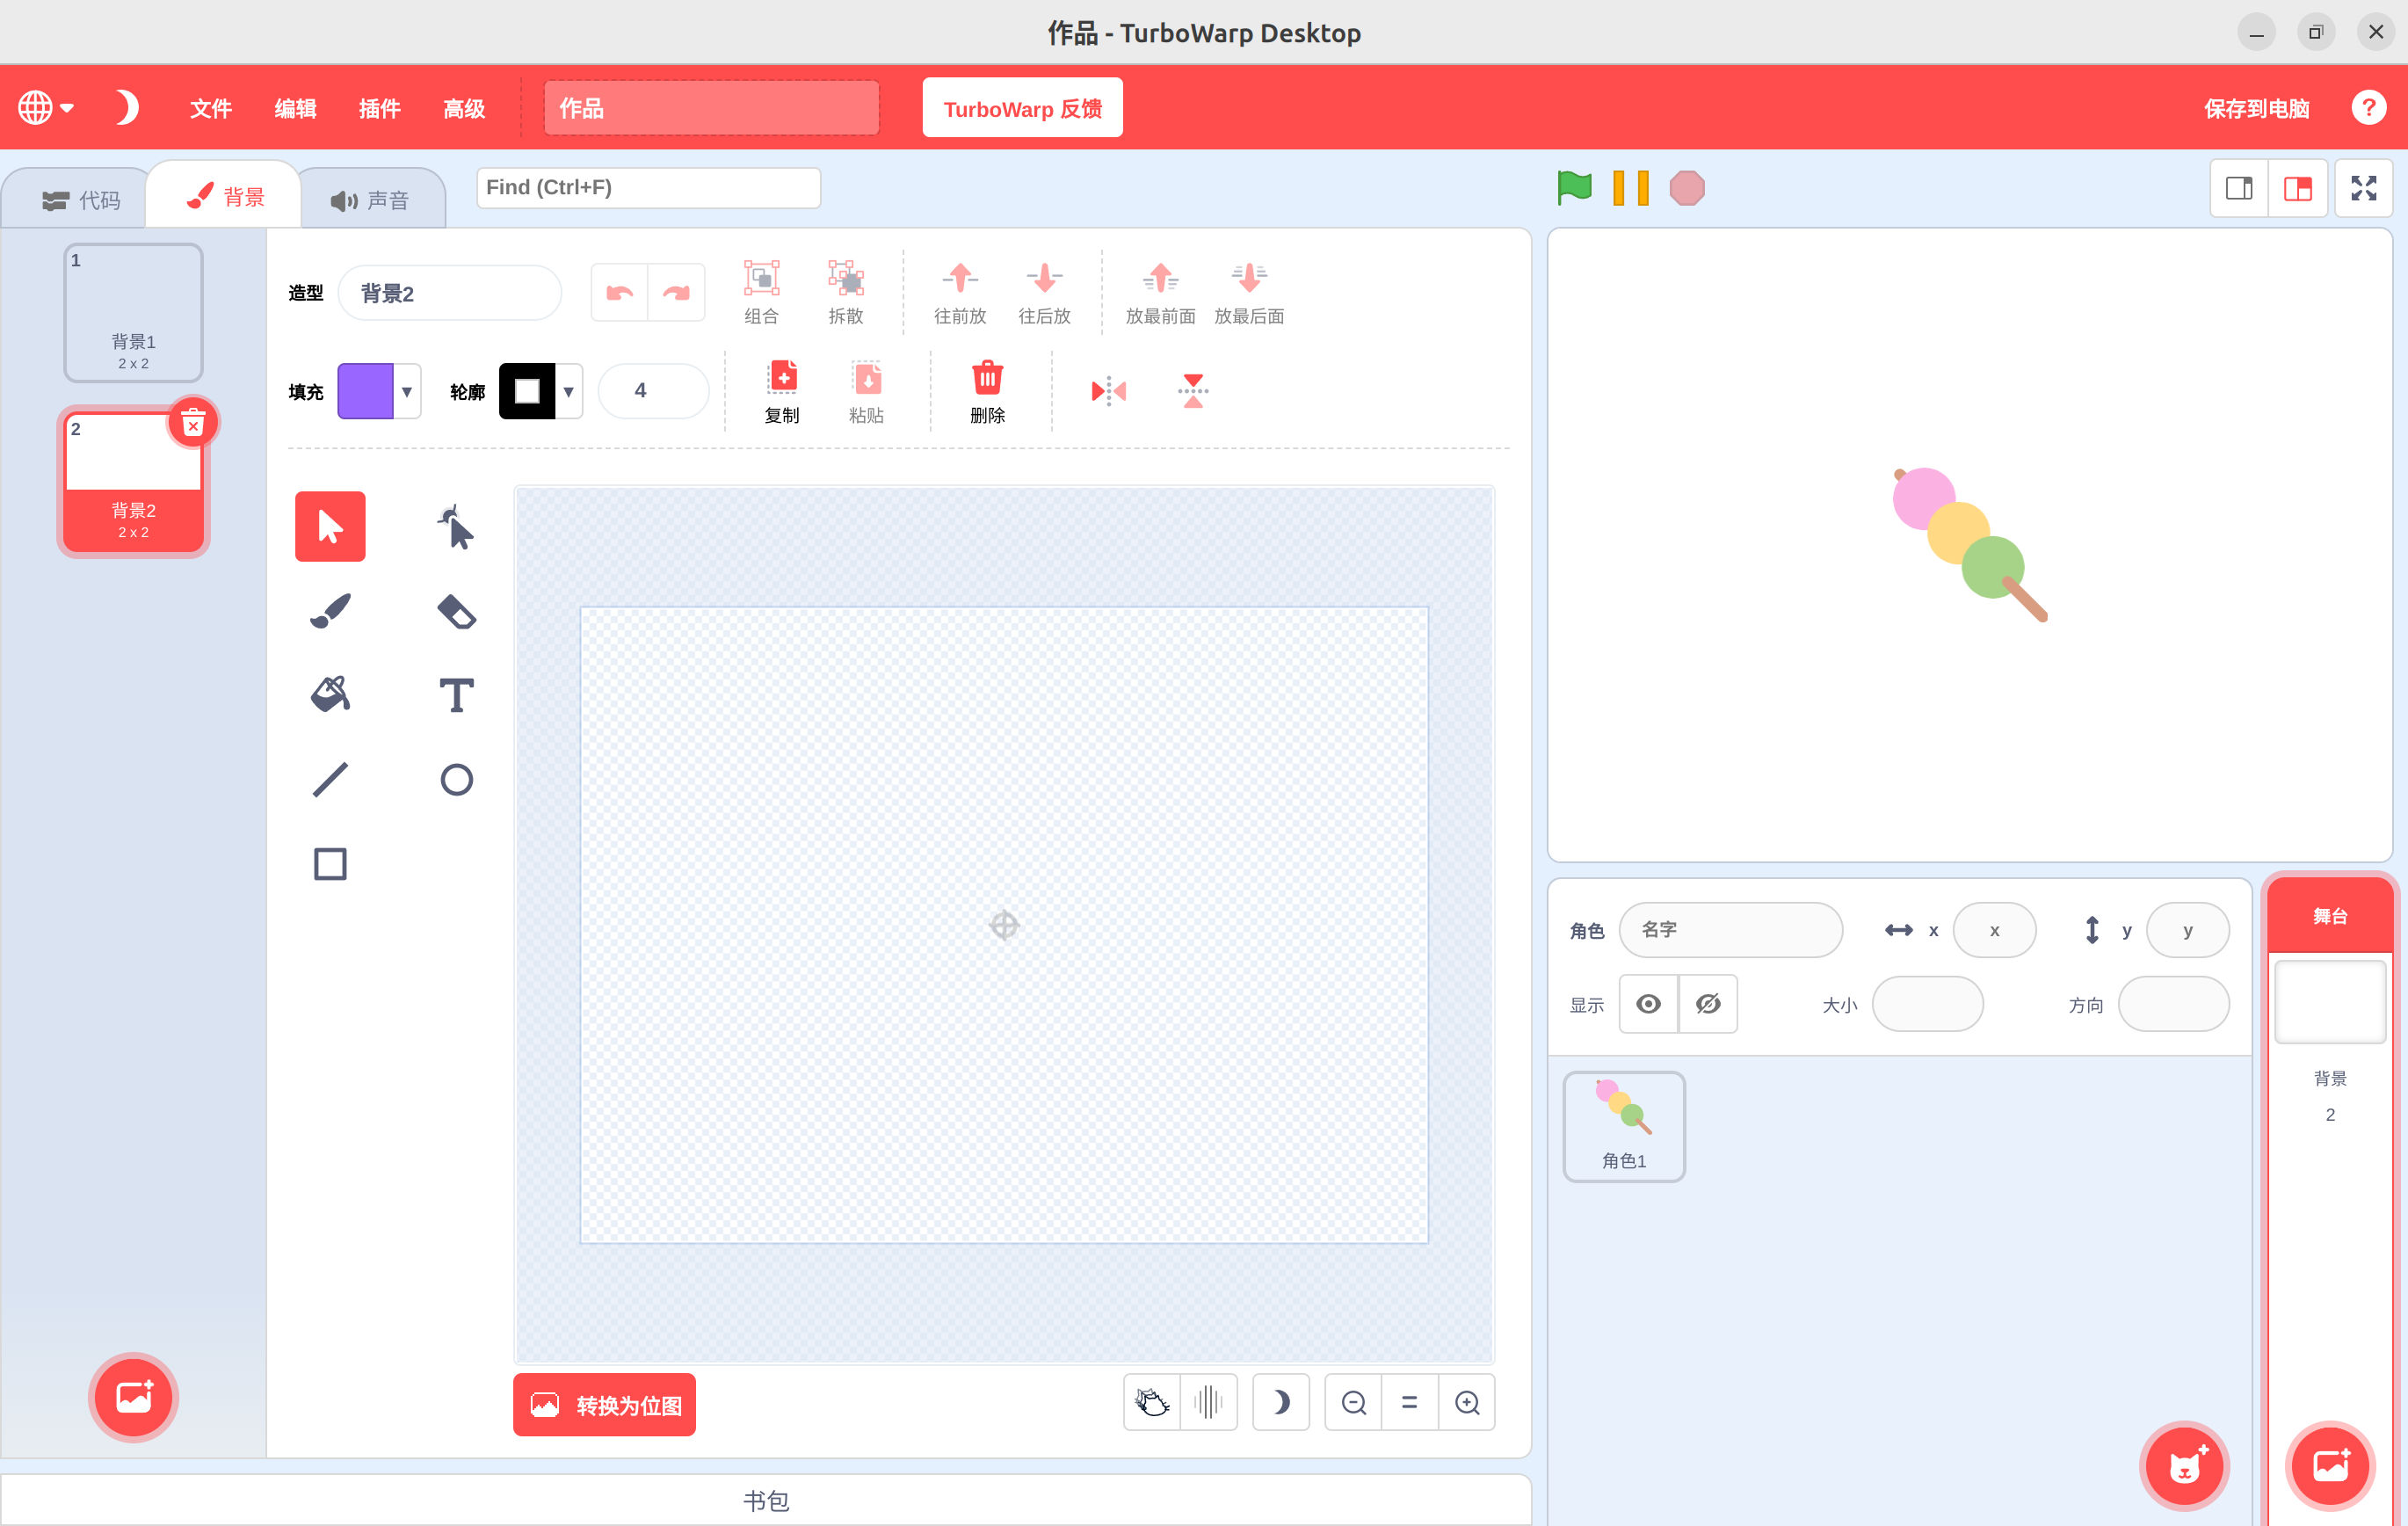 作品 - TurboWarp Desktop
文件 编辑 插件 高级 作品 TurboWarp 反馈 保存到电脑 ?
代码 背景 声音 Find (Ctrl+F)
1
背景1
2 x 2
2
背景2
2 x 2
造型 背景2 组合 拆散 往前放 往后放 放最前面 放最后面
填充 轮廓 4 复制 粘贴 删除
转换为位图
书包
角色 名字 x x y y
显示 大小 方向
角色1
舞台
背景
2